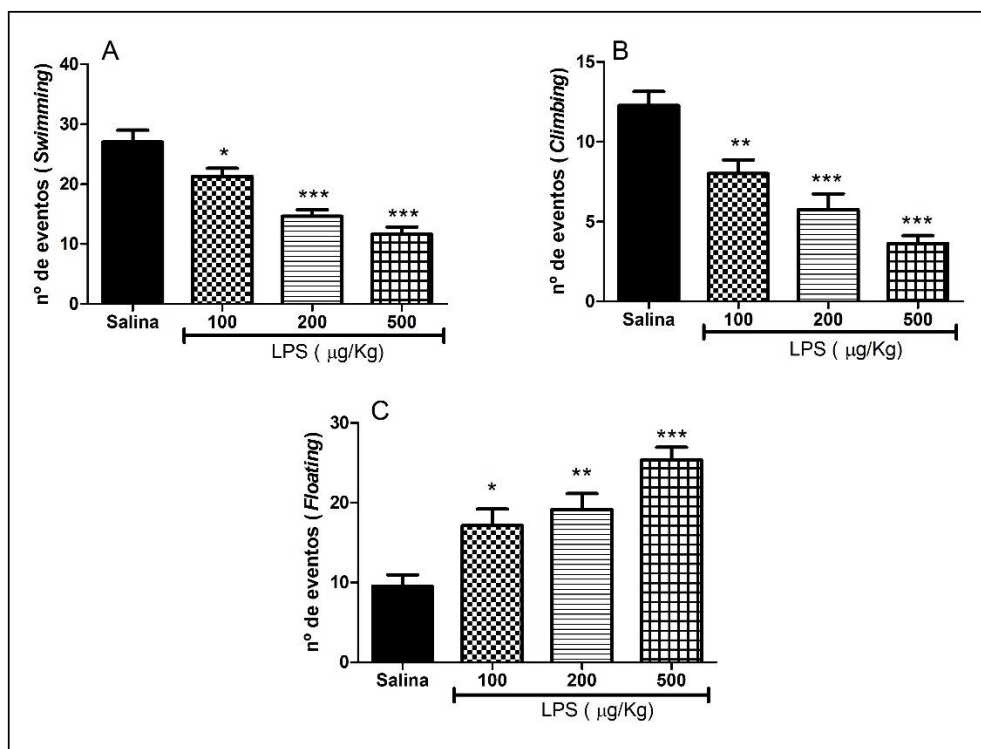 A
nº de eventos (Swimming)
40
30
20
10
0
*
***
***
Salina
100
200
500
LPS ( μg/Kg)
B
nº de eventos (Climbing)
15
10
5
0
**
***
***
Salina
100
200
500
LPS ( μg/Kg)
C
nº de eventos (Floating)
30
20
10
0
*
**
***
Salina
100
200
500
LPS ( μg/Kg)